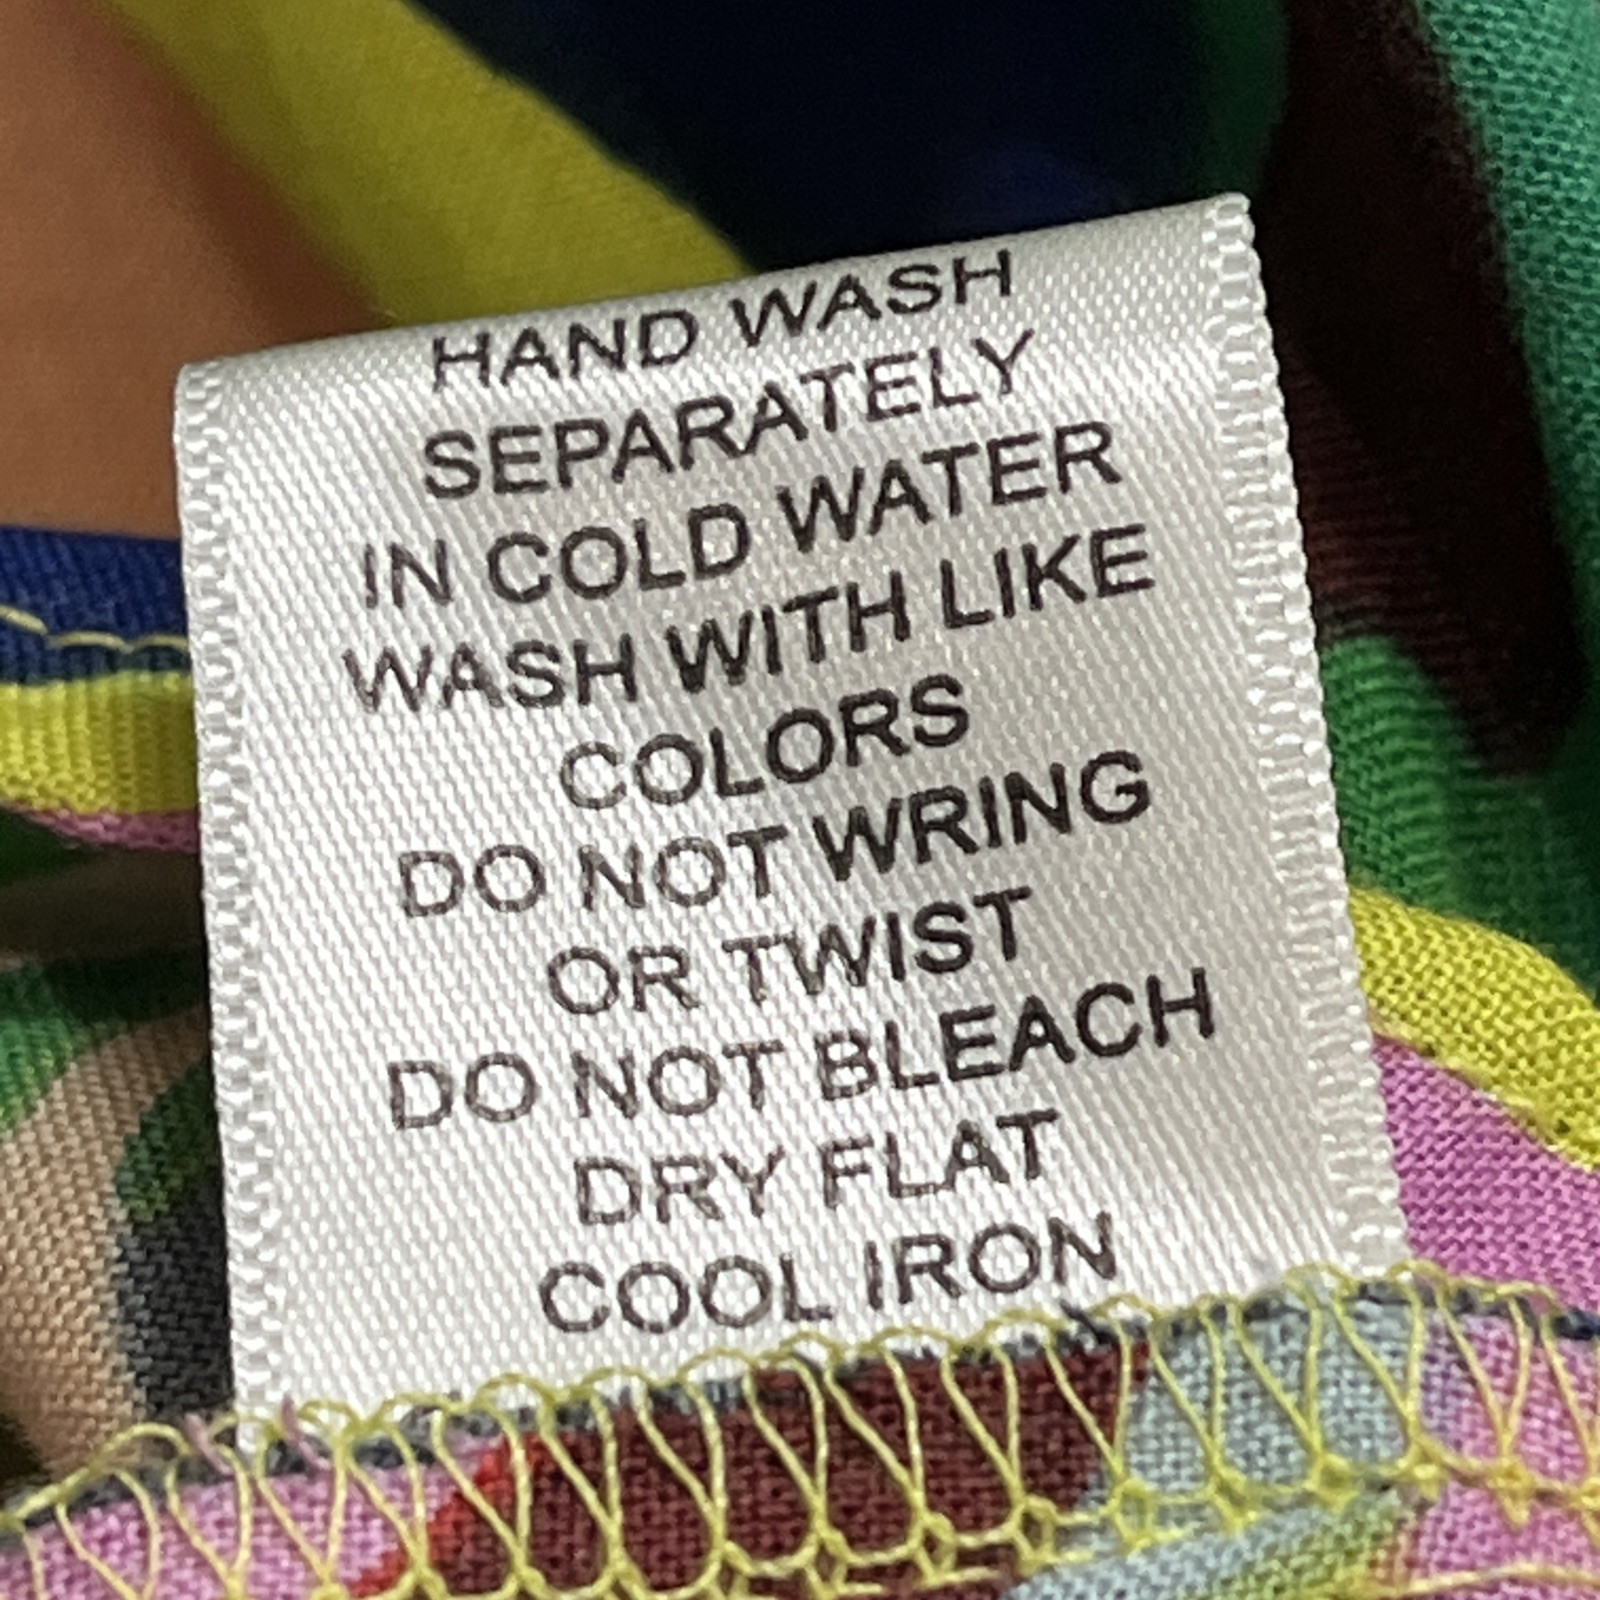 HAND WASH
SEPARATELY
IN COLD WATER
WASH WITH LIKE
COLORS
DO NOT WRING
OR TWIST
DO NOT BLEACH
DRY FLAT
COOL IRON